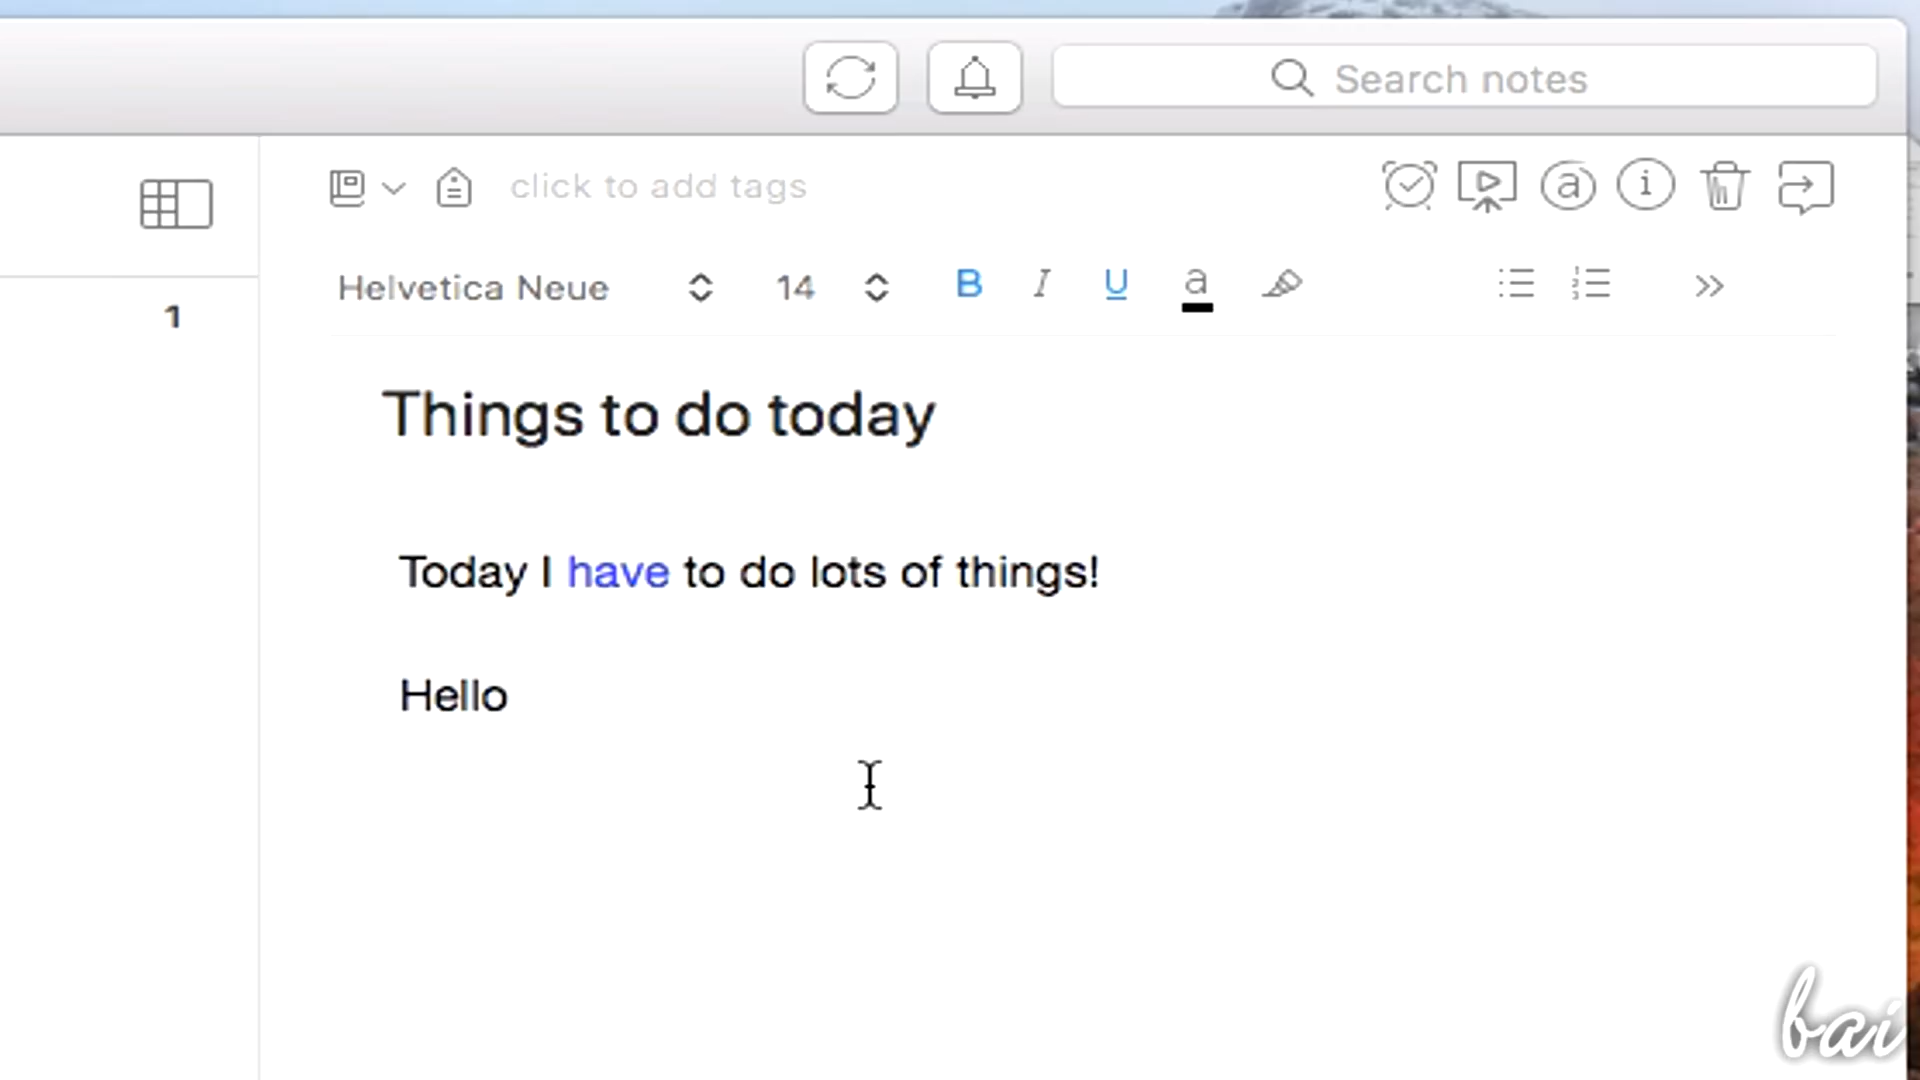 Search notes
click to add tags
Helvetica Neue 14 B I U a
1
Things to do today
Today I have to do lots of things!
Hello
bai